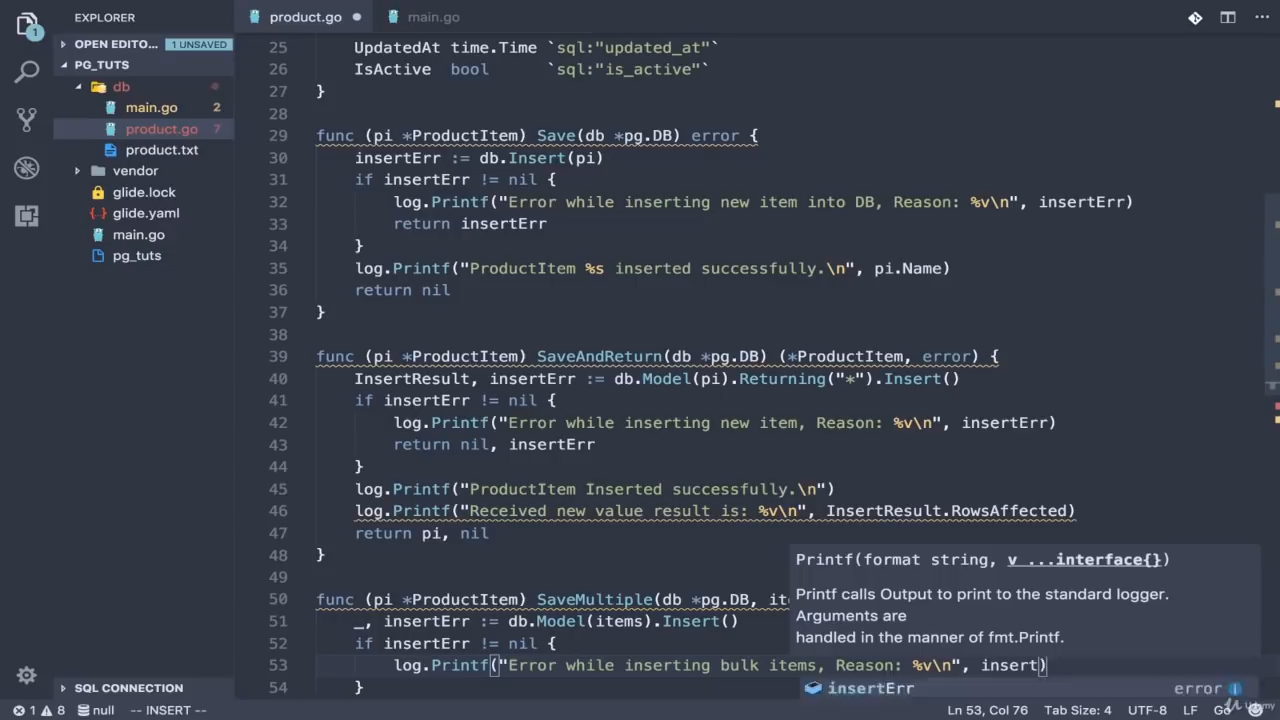 EXPLORER
product.go
main.go
1
OPEN EDITO...
1 UNSAVED
PG_TUTS
db
main.go
2
product.go
7
product.txt
vendor
glide.lock
glide.yaml
main.go
pg_tuts
SQL CONNECTION
25 UpdatedAt time.Time `sql:"updated_at"`
26 IsActive bool `sql:"is_active"`
27 }
28
29 func (pi *ProductItem) Save(db *pg.DB) error {
30 insertErr := db.Insert(pi)
31 if insertErr != nil {
32 log.Printf("Error while inserting new item into DB, Reason: %v\n", insertErr)
33 return insertErr
34 }
35 log.Printf("ProductItem %s inserted successfully.\n", pi.Name)
36 return nil
37 }
38
39 func (pi *ProductItem) SaveAndReturn(db *pg.DB) (*ProductItem, error) {
40 InsertResult, insertErr := db.Model(pi).Returning("*").Insert()
41 if insertErr != nil {
42 log.Printf("Error while inserting new item, Reason: %v\n", insertErr)
43 return nil, insertErr
44 }
45 log.Printf("ProductItem Inserted successfully.\n")
46 log.Printf("Received new value result is: %v\n", InsertResult.RowsAffected)
47 return pi, nil
48 }
49
50 func (pi *ProductItem) SaveMultiple(db *pg.DB, ite
51 _, insertErr := db.Model(items).Insert()
52 if insertErr != nil {
53 log.Printf("Error while inserting bulk items, Reason: %v\n", insert)
54 }
Printf(format string, v ...interface{})
Printf calls Output to print to the standard logger.
Arguments are
handled in the manner of fmt.Printf.
insertErr error
1 8 null -- INSERT -- Ln 53, Col 76 Tab Size: 4 UTF-8 LF Go
Udemy